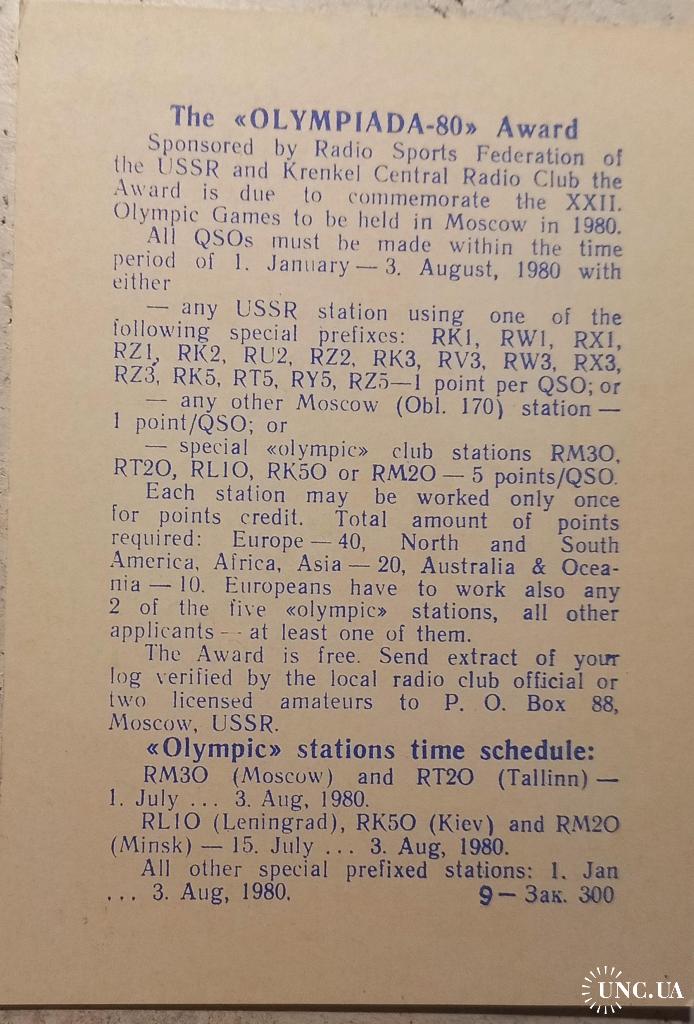 The «OLYMPIADA-80» Award
Sponsored by Radio Sports Federation of
the USSR and Krenkel Central Radio Club the
Award is due to commemorate the XXII.
Olympic Games to be held in Moscow in 1980.
All QSOs must be made within the time
period of 1. January — 3. August, 1980 with
either
— any USSR station using one of the
following special prefixes: RK1, RW1, RX1,
RZ1, RK2, RU2, RZ2, RK3, RV3, RW3, RX3,
RZ3, RK5, RT5, RY5, RZ5—1 point per QSO; or
— any other Moscow (Obl. 170) station —
1 point/QSO; or
— special «olympic» club stations RM3O,
RT2O, RL1O, RK5O or RM2O — 5 points/QSO.
Each station may be worked only once
for points credit. Total amount of points
required: Europe — 40, North and South
America, Africa, Asia — 20, Australia & Ocea-
nia — 10. Europeans have to work also any
2 of the five «olympic» stations, all other
applicants — at least one of them.
The Award is free. Send extract of your
log verified by the local radio club official or
two licensed amateurs to P. O. Box 88,
Moscow, USSR.
«Olympic» stations time schedule:
RM3O (Moscow) and RT2O (Tallinn) —
1. July ... 3. Aug, 1980.
RL1O (Leningrad), RK5O (Kiev) and RM2O
(Minsk) — 15. July ... 3. Aug, 1980.
All other special prefixed stations: 1. Jan
... 3. Aug, 1980. 9 — Зак. 300
UNC.UA